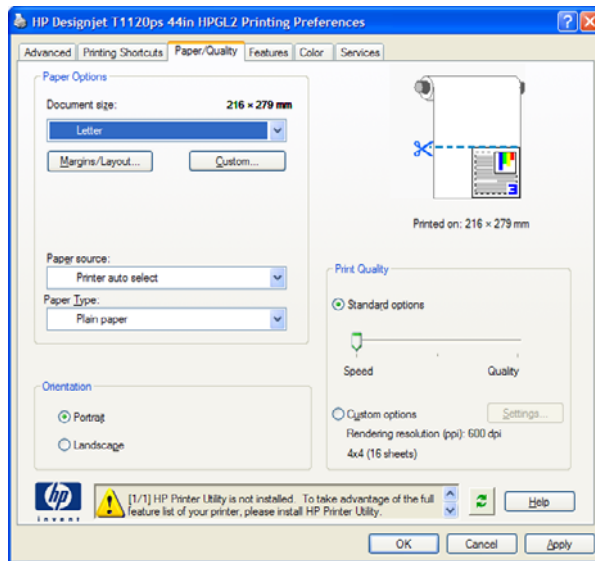 HP Designjet T1120ps 44in HPGL2 Printing Preferences
Advanced Printing Shortcuts Paper/Quality Features Color Services
Paper Options
Document size: 216 × 279 mm
Letter
Margins/Layout... Custom...
Paper source:
Printer auto select
Paper Type:
Plain paper
3
Printed on: 216 × 279 mm
Print Quality
Standard options
Speed Quality
Custom options Settings...
Rendering resolution (ppi): 600 dpi
4x4 (16 sheets)
Orientation
Portrait
Landscape
hp
invent
[1/1] HP Printer Utility is not installed. To take advantage of the full
feature list of your printer, please install HP Printer Utility.
Help
OK Cancel Apply